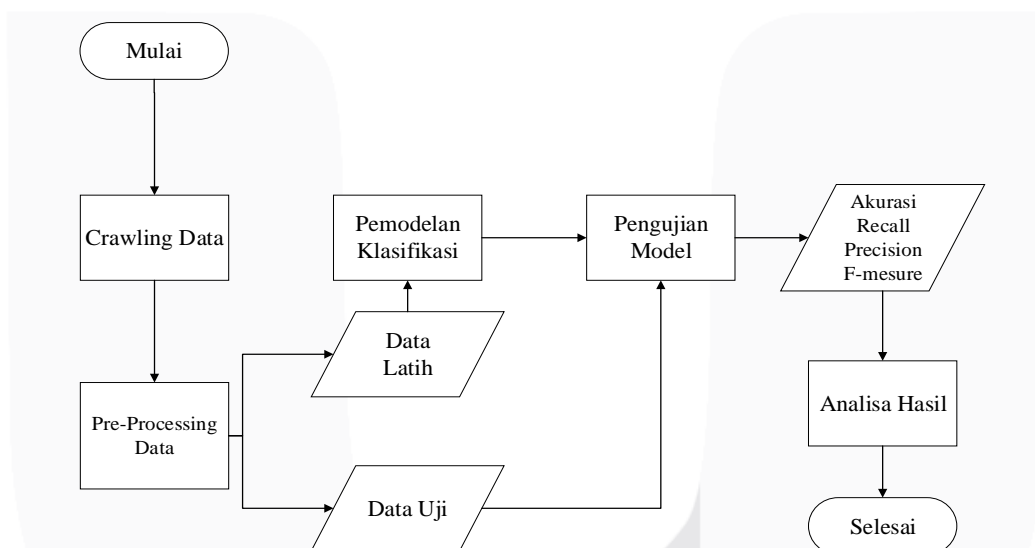 Mulai
Crawling Data
Pre-Processing
Data
Data
Latih
Data Uji
Pemodelan
Klasifikasi
Pengujian
Model
Akurasi
Recall
Precision
F-mesure
Analisa Hasil
Selesai